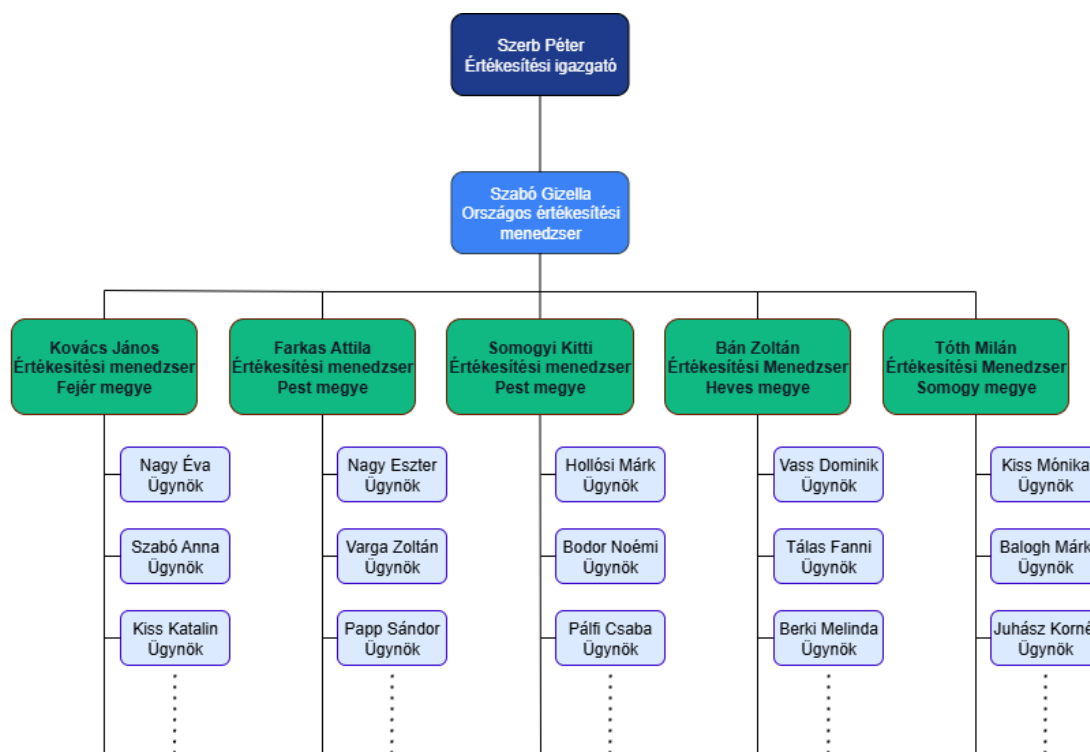 Szerb Péter
Értékesítési igazgató
Szabó Gizella
Országos értékesítési
menedzser
Kovács János
Értékesitési menedzser
Fejér megye
Farkas Attila
Értékesítési menedzser
Pest megye
Somogyi Kitti
Értékesítési menedzser
Pest megye
Bán Zoltán
Értékesítési Menedzser
Heves megye
Tóth Milán
Értékesítési Menedzser
Somogy megye
Nagy Éva
Ügynök
Nagy Eszter
Ügynök
Hollósi Márk
Ügynök
Vass Dominik
Ügynök
Kiss Mónika
Ügynök
Szabó Anna
Ügynök
Varga Zoltán
Ügynök
Bodor Noémi
Ügynök
Tálas Fanni
Ügynök
Balogh Márk
Ügynök
Kiss Katalin
Ügynök
Papp Sándor
Ügynök
Pálfi Csaba
Ügynök
Berki Melinda
Ügynök
Juhász
Ügynök